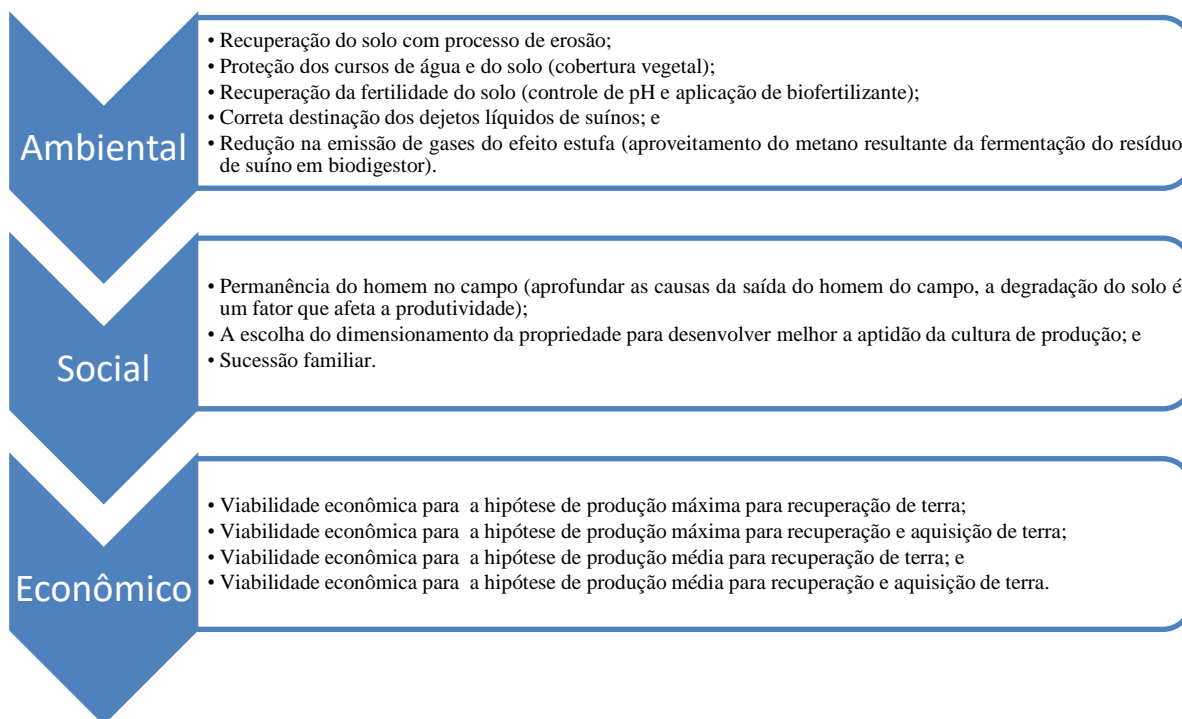 Ambiental
• Recuperação do solo com processo de erosão;
• Proteção dos cursos de água e do solo (cobertura vegetal);
• Recuperação da fertilidade do solo (controle de pH e aplicação de biofertilizante);
• Correta destinação dos dejetos líquidos de suínos; e
• Redução na emissão de gases do efeito estufa (aproveitamento do metano resultante da fermentação do resíduo
de suíno em biodigestor).
Social
• Permanência do homem no campo (aprofundar as causas da saída do homem do campo, a degradação do solo é
um fator que afeta a produtividade);
• A escolha do dimensionamento da propriedade para desenvolver melhor a aptidão da cultura de produção; e
• Sucessão familiar.
Econômico
• Viabilidade econômica para a hipótese de produção máxima para recuperação de terra;
• Viabilidade econômica para a hipótese de produção máxima para recuperação e aquisição de terra;
• Viabilidade econômica para a hipótese de produção média para recuperação de terra; e
• Viabilidade econômica para a hipótese de produção média para recuperação e aquisição de terra.